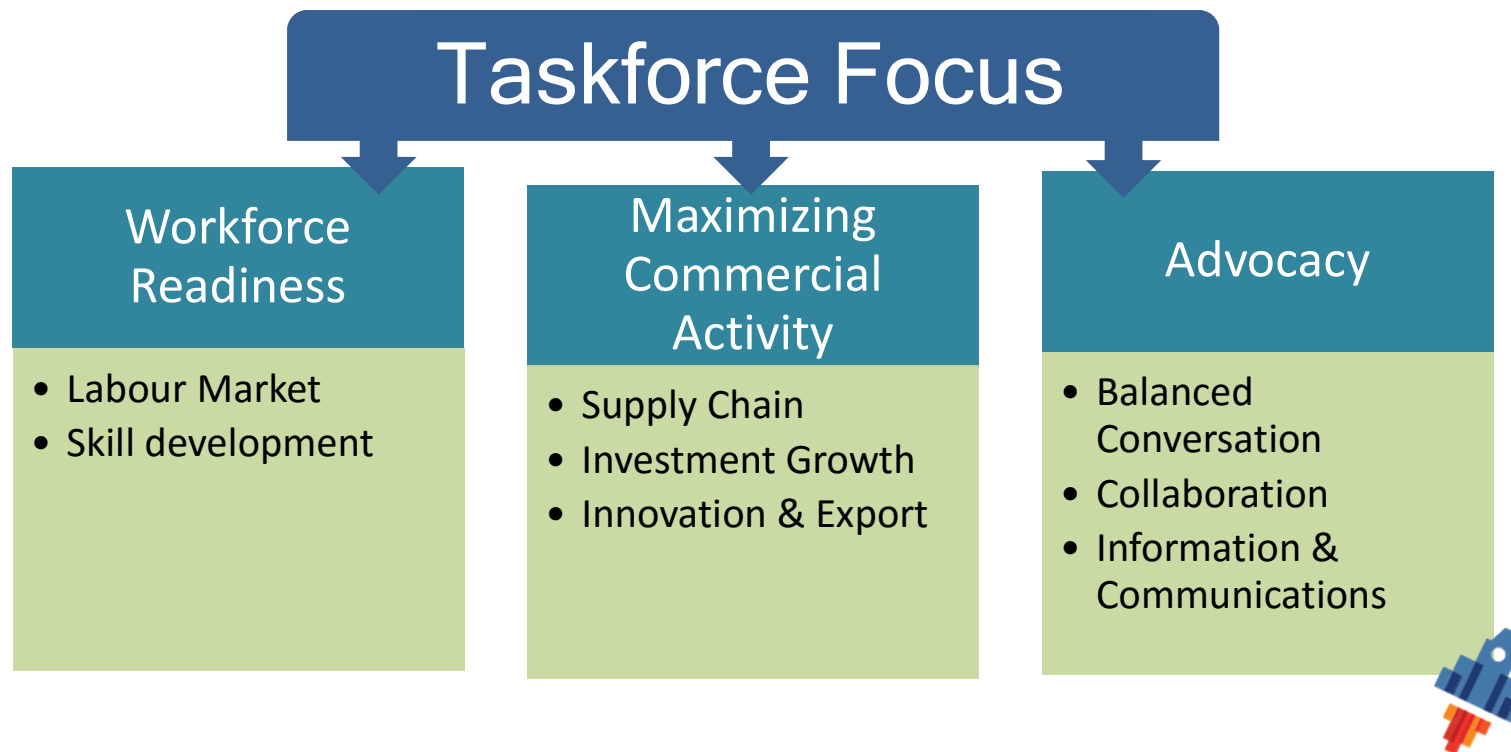 Taskforce Focus
Workforce
Readiness
• Labour Market
• Skill development
Maximizing
Commercial
Activity
• Supply Chain
• Investment Growth
• Innovation & Export
Advocacy
• Balanced
Conversation
• Collaboration
• Information &
Communications